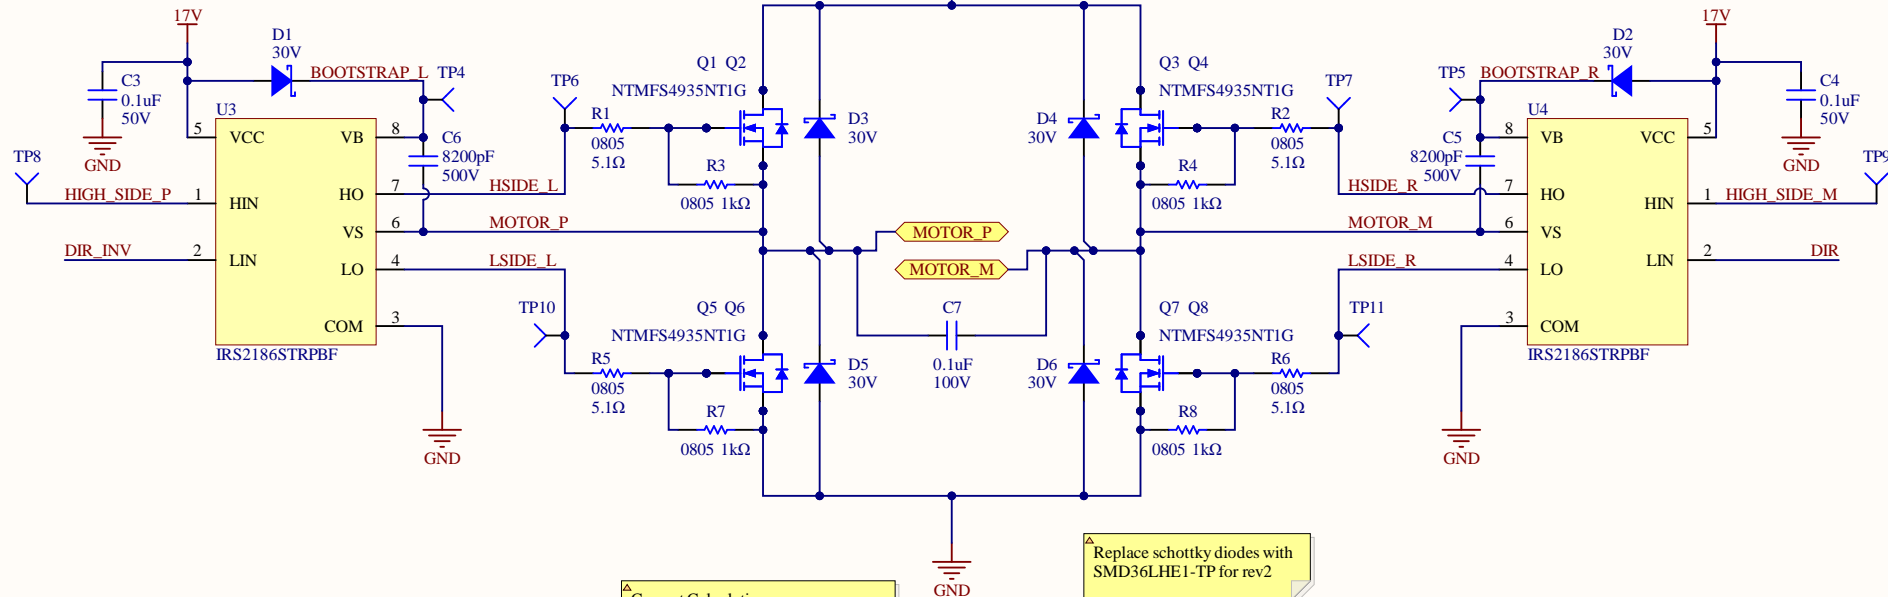 17V
D1
30V
BOOTSTRAP_L
TP4
C3
0.1uF
50V
GND
U3
5
VCC
VB
8
C6
8200pF
500V
TP8
HIGH_SIDE_P
1
HIN
HO
7
HSIDE_L
VS
6
MOTOR_P
DIR_INV
2
LIN
LO
4
LSIDE_L
COM
3
IRS2186STRPBF
GND
TP6
R1
0805
5.1Ω
Q1 Q2
NTMFS4935NT1G
R3
0805 1kΩ
D3
30V
TP10
R5
0805
5.1Ω
Q5 Q6
NTMFS4935NT1G
R7
0805 1kΩ
D5
30V
MOTOR_P
MOTOR_M
C7
0.1uF
100V
GND
D4
30V
Q3 Q4
NTMFS4935NT1G
R4
0805 1kΩ
R2
0805
5.1Ω
TP7
D6
30V
Q7 Q8
NTMFS4935NT1G
R8
0805 1kΩ
R6
0805
5.1Ω
TP11
HSIDE_R
MOTOR_M
LSIDE_R
TP5
BOOTSTRAP_R
D2
30V
17V
C4
0.1uF
50V
GND
C5
8200pF
500V
U4
8
VB
VCC
5
7
HO
HIN
1
HIGH_SIDE_M
TP9
6
VS
4
LO
LIN
2
DIR
3
COM
IRS2186STRPBF
GND
Replace schottky diodes with
SMD36LHE1-TP for rev2